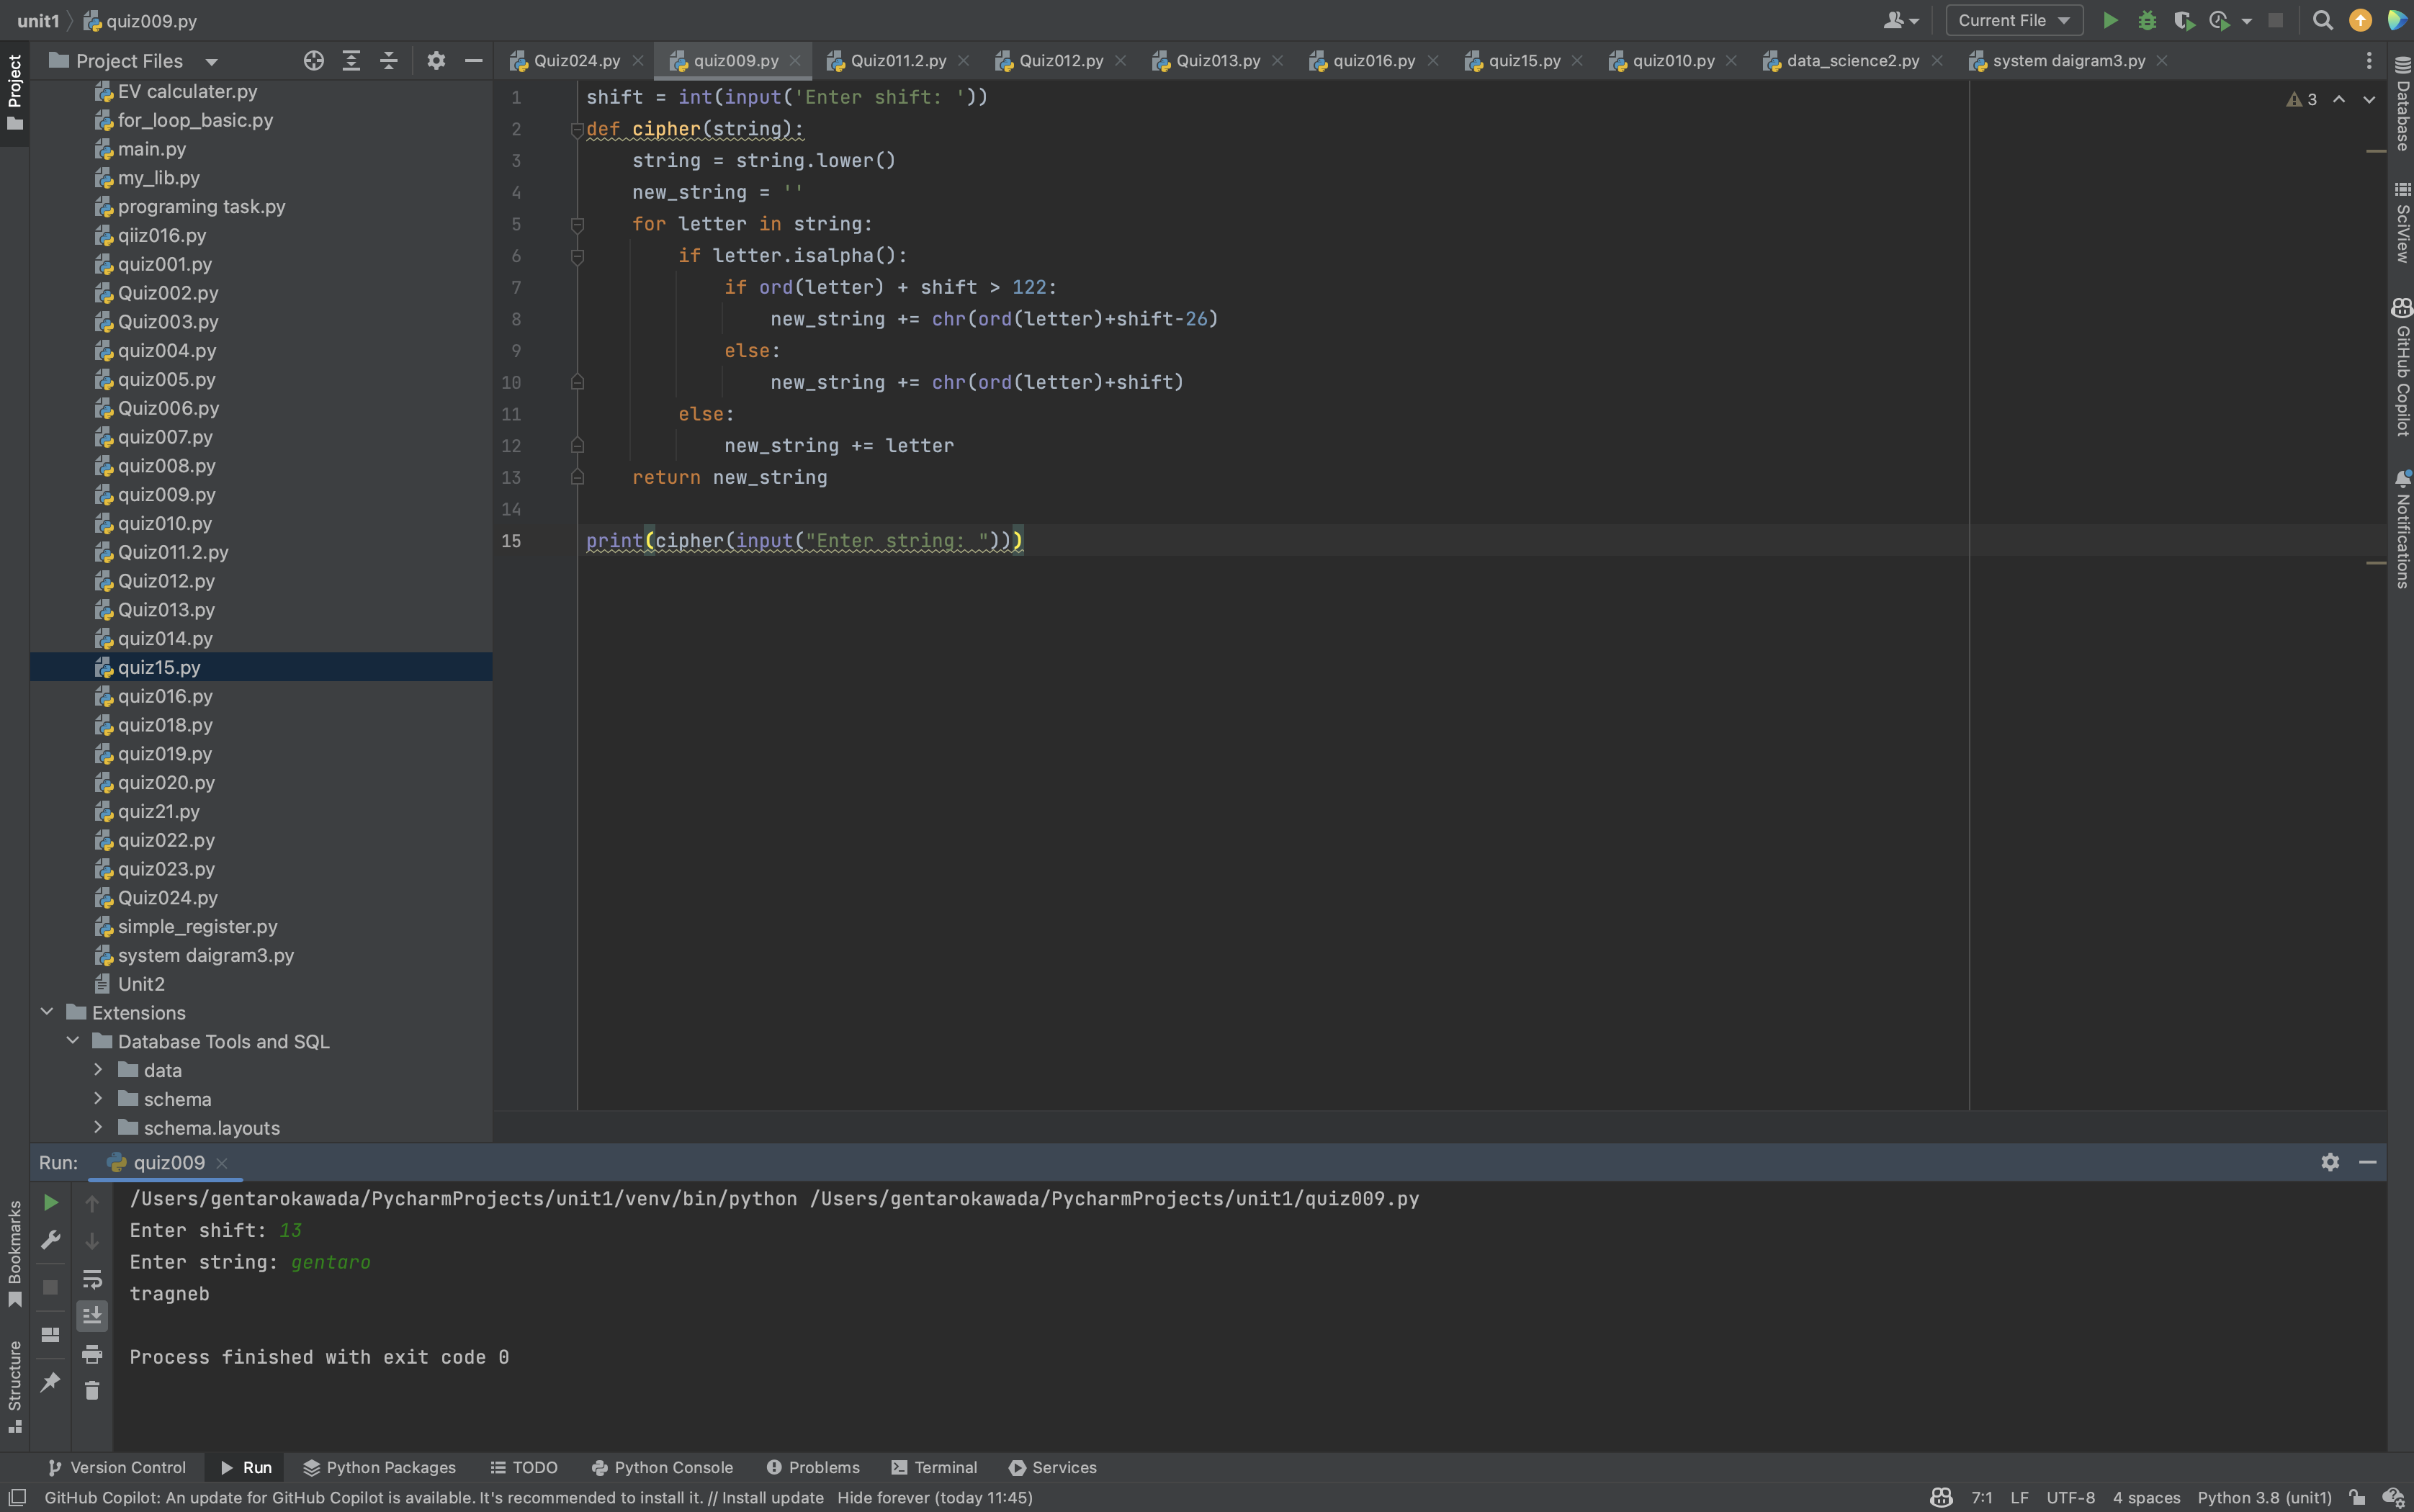 unit1 quiz009.py Current File
Project Files
Quiz024.py quiz009.py Quiz011.2.py Quiz012.py Quiz013.py quiz016.py quiz15.py quiz010.py data_science2.py system daigram3.py
Project
EV calculater.py
for_loop_basic.py
main.py
my_lib.py
programing task.py
qiiz016.py
quiz001.py
Quiz002.py
Quiz003.py
quiz004.py
quiz005.py
Quiz006.py
quiz007.py
quiz008.py
quiz009.py
quiz010.py
Quiz011.2.py
Quiz012.py
Quiz013.py
quiz014.py
quiz15.py
quiz016.py
quiz018.py
quiz019.py
quiz020.py
quiz21.py
quiz022.py
quiz023.py
Quiz024.py
simple_register.py
system daigram3.py
Unit2
Extensions
Database Tools and SQL
data
schema
schema.layouts
1 shift = int(input('Enter shift: '))
2 def cipher(string):
3 string = string.lower()
4 new_string = ''
5 for letter in string:
6 if letter.isalpha():
7 if ord(letter) + shift > 122:
8 new_string += chr(ord(letter)+shift-26)
9 else:
10 new_string += chr(ord(letter)+shift)
11 else:
12 new_string += letter
13 return new_string
14
15 print(cipher(input("Enter string: ")))
3
Database
SciView
GitHub Copilot
Notifications
Run: quiz009
/Users/gentarokawada/PycharmProjects/unit1/venv/bin/python /Users/gentarokawada/PycharmProjects/unit1/quiz009.py
Enter shift: 13
Enter string: gentaro
tragneb
Process finished with exit code 0
Bookmarks
Structure
Version Control Run Python Packages TODO Python Console Problems Terminal Services
GitHub Copilot: An update for GitHub Copilot is available. It's recommended to install it. // Install update Hide forever (today 11:45) 7:1 LF UTF-8 4 spaces Python 3.8 (unit1)